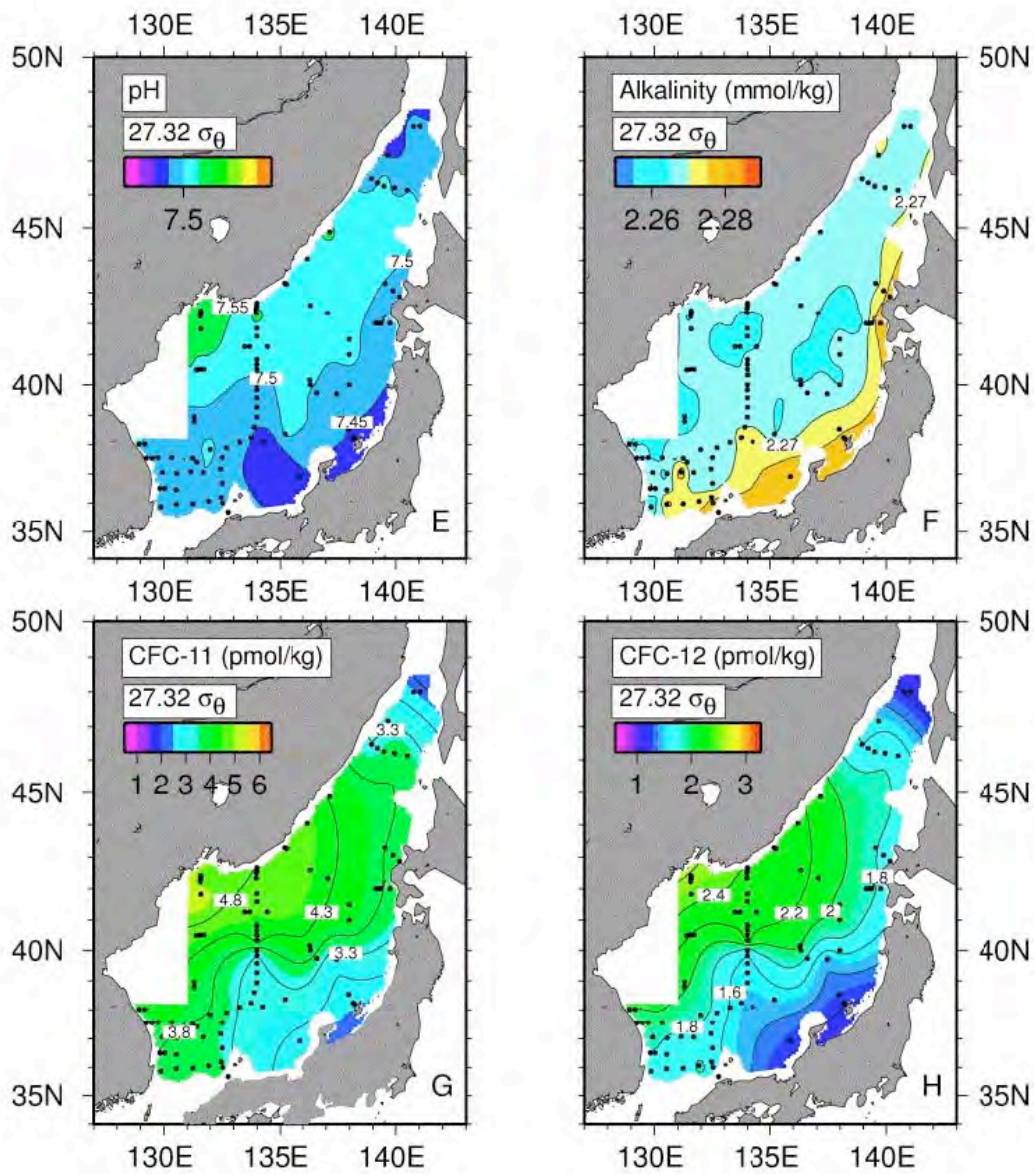 130E 135E 140E 130E 135E 140E
50N 50N
pH Alkalinity (mmol/kg)
27.32 σθ 27.32 σθ
7.5 2.26 2.28
2.27
45N 45N
7.5
7.55
40N 7.5 40N
7.45 2.27
35N E F 35N
130E 135E 140E 130E 135E 140E
50N 50N
CFC-11 (pmol/kg) CFC-12 (pmol/kg)
27.32 σθ 27.32 σθ
3.3
1 2 3 4 5 6 1 2 3
45N 45N
1.8
4.8 4.3 2.4 2.2 2
40N 3.3 40N
1.6
3.8 1.8
35N G H 35N
130E 135E 140E 130E 135E 140E